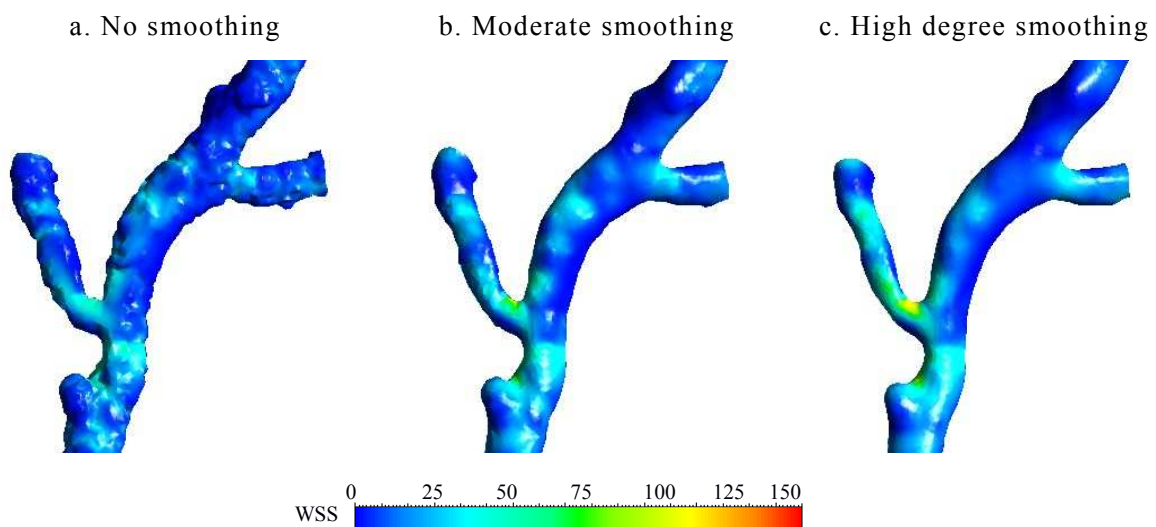 a. No smoothing
b. Moderate smoothing
c. High degree smoothing
0 25 50 75 100 125 150
WSS